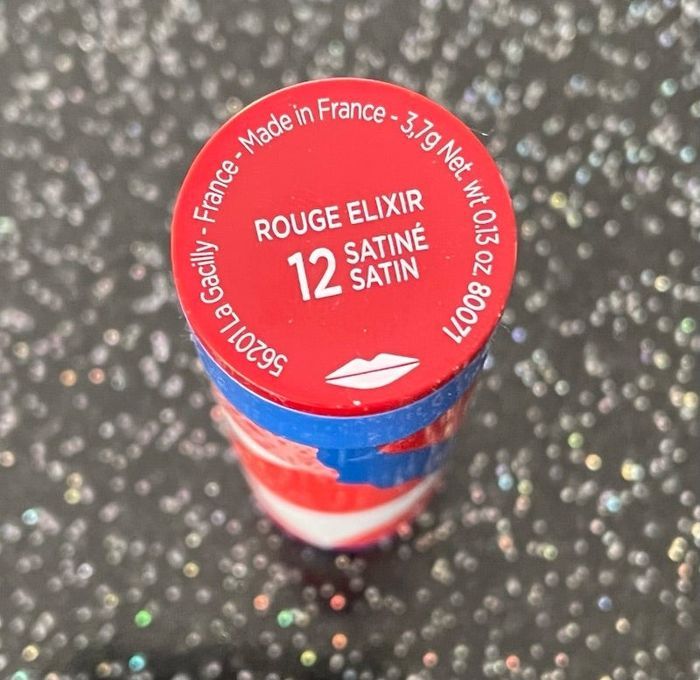 56201 La Gacilly - France - Made in France - 3,7g Net. wt 0.13 oz 80071
ROUGE ELIXIR
12 SATINÉ
SATIN